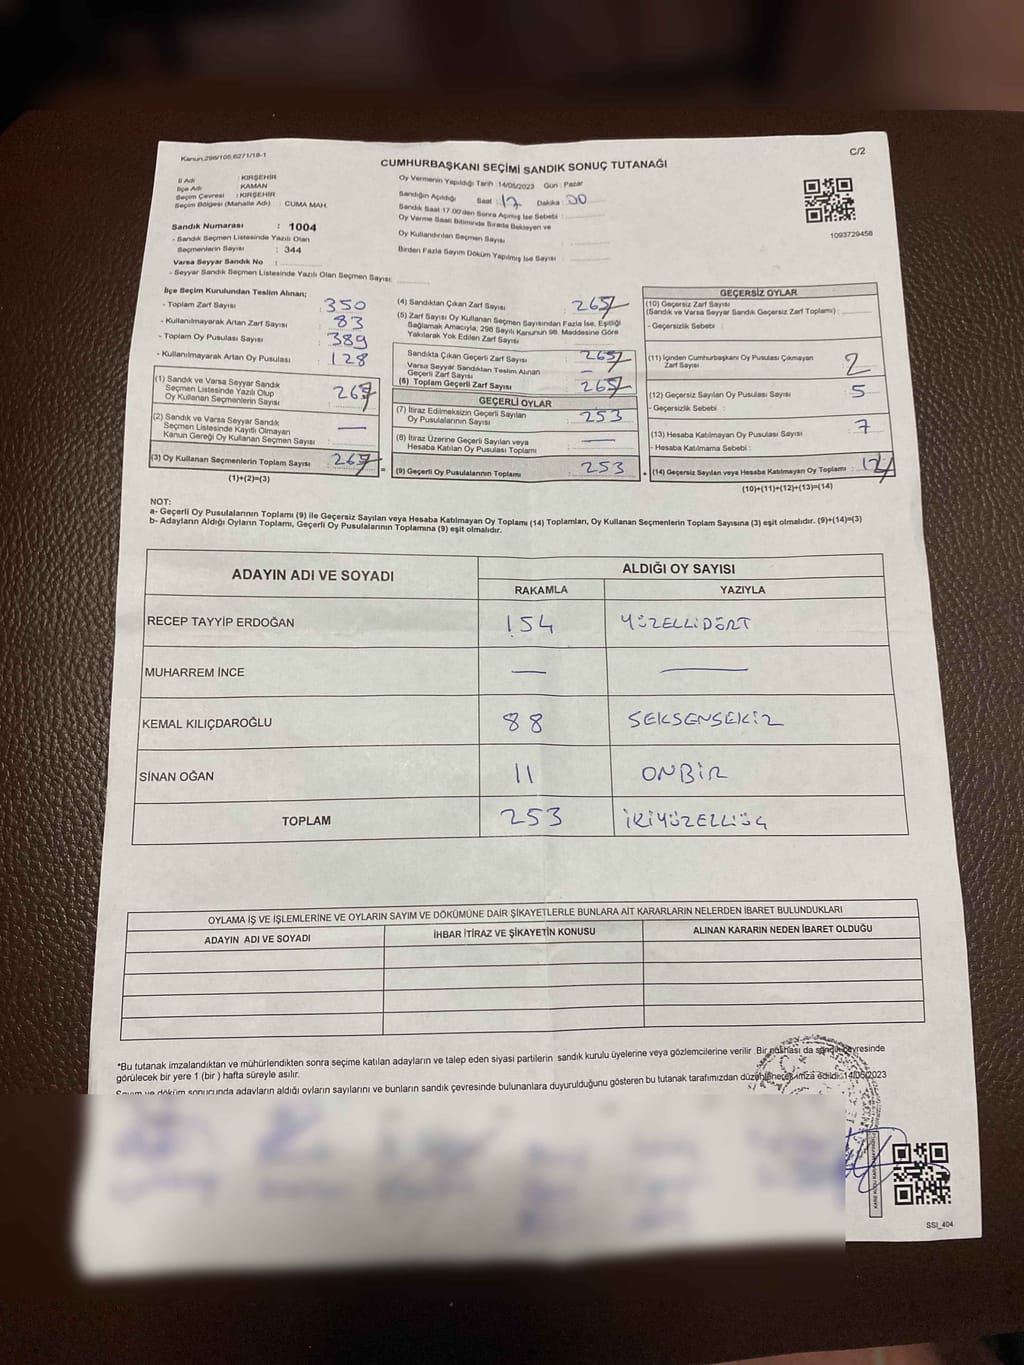 Kanun,298/105,6271/18-1
C/2
CUMHURBAŞKANI SEÇİMİ SANDIK SONUÇ TUTANAĞI
İl Adı : KIRŞEHİR
İlçe Adı : KAMAN
Seçim Çevresi : KIRŞEHİR
Seçim Bölgesi (Mahalle Adı) : CUMA MAH.
Sandık Numarası : 1004
- Sandık Seçmen Listesinde Yazılı Olan
Seçmenlerin Sayısı : 344
Varsa Seyyar Sandık No :
- Seyyar Sandık Seçmen Listesinde Yazılı Olan Seçmen Sayısı:
Oy Vermenin Yapıldığı Tarih :14/05/2023 Gün : Pazar
Sandığın Açıldığı Saat : 17 Dakika : 00
Sandık Saat 17.00'den Sonra Açımış İse Sebebi :
Oy Verme Saati Bitiminde Sırada Bekleyen ve
Oy Kullandırılan Seçmen Sayısı :
Birden Fazla Sayım Döküm Yapılmış İse Sayısı :
1093729458
İlçe Seçim Kurulundan Teslim Alınan;
- Toplam Zarf Sayısı : 350
- Kullanılmayarak Artan Zarf Sayısı : 83
- Toplam Oy Pusulası Sayısı : 389
- Kullanılmayarak Artan Oy Pusulası : 128
(1) Sandık ve Varsa Seyyar Sandık
Seçmen Listesinde Yazılı Olup
Oy Kullanan Seçmenlerin Sayısı :
(2) Sandık ve Varsa Seyyar Sandık
Seçmen Listesinde Kayıtlı Olmayan
Kanun Gereği Oy Kullanan Seçmen Sayısı : —
(3) Oy Kullanan Seçmenlerin Toplam Sayısı :
(1)+(2)=(3)
(4) Sandıktan Çıkan Zarf Sayısı :
(5) Zarf Sayısı Oy Kullanan Seçmen Sayısından Fazla İse, Eşitliği
Sağlamak Amacıyla; 298 Sayılı Kanunun 98. Maddesine Göre
Yakılarak Yok Edilen Zarf Sayısı :
Sandıkta Çıkan Geçerli Zarf Sayısı :
Varsa Seyyar Sandıktan Teslim Alınan
Geçerli Zarf Sayısı : —
(6) Toplam Geçerli Zarf Sayısı :
GEÇERLİ OYLAR
(7) İtiraz Edilmeksizin Geçerli Sayılan
Oy Pusulalarının Sayısı : 253
(8) İtiraz Üzerine Geçerli Sayılan veya
Hesaba Katılan Oy Pusulaları Toplamı : —
(9) Geçerli Oy Pusulalarının Toplamı : 253
GEÇERSİZ OYLAR
(10) Geçersiz Zarf Sayısı
(Sandık ve Varsa Seyyar Sandık Geçersiz Zarf Toplamı) :
- Geçersizlik Sebebi :
(11) İçinden Cumhurbaşkanı Oy Pusulası Çıkmayan
Zarf Sayısı : 2
(12) Geçersiz Sayılan Oy Pusulası Sayısı : 5
- Geçersizlik Sebebi :
(13) Hesaba Katılmayan Oy Pusulası Sayısı : 7
- Hesaba Katılmama Sebebi :
(14) Geçersiz Sayılan veya Hesaba Katılmayan Oy Toplamı :
(10)+(11)+(12)+(13)=(14)
NOT:
a- Geçerli Oy Pusulalarının Toplamı (9) ile Geçersiz Sayılan veya Hesaba Katılmayan Oy Toplamı (14) Toplamları, Oy Kullanan Seçmenlerin Toplam Sayısına (3) eşit olmalıdır. (9)+(14)=(3)
b- Adayların Aldığı Oyların Toplamı, Geçerli Oy Pusulalarının Toplamına (9) eşit olmalıdır.
ADAYIN ADI VE SOYADI
ALDIĞI OY SAYISI
RAKAMLA YAZIYLA
RECEP TAYYİP ERDOĞAN 154 YÜZELLİDÖRT
MUHARREM İNCE — —
KEMAL KILIÇDAROĞLU 88 SEKSENSEKİZ
SİNAN OĞAN 11 ONBİR
TOPLAM 253 İKİYÜZELLİÜÇ
OYLAMA İŞ VE İŞLEMLERİNE VE OYLARIN SAYIM VE DÖKÜMÜNE DAİR ŞİKAYETLERLE BUNLARA AİT KARARLARIN NELERDEN İBARET BULUNDUKLARI
ADAYIN ADI VE SOYADI İHBAR İTİRAZ VE ŞİKAYETİN KONUSU ALINAN KARARIN NEDEN İBARET OLDUĞU
*Bu tutanak imzalandıktan ve mühürlendikten sonra seçime katılan adayların ve talep eden siyasi partilerin sandık kurulu üyelerine veya gözlemcilerine verilir. Bir nüshası da sandık çevresinde
görülecek bir yere 1 (bir ) hafta süreyle asılır.
Sayım ve döküm sonucunda adayların aldığı oyların sayılarını ve bunların sandık çevresinde bulunanlara duyurulduğunu gösteren bu tutanak tarafımızdan düzenlenerek imza edildi. 14/05/2023
SSI_404